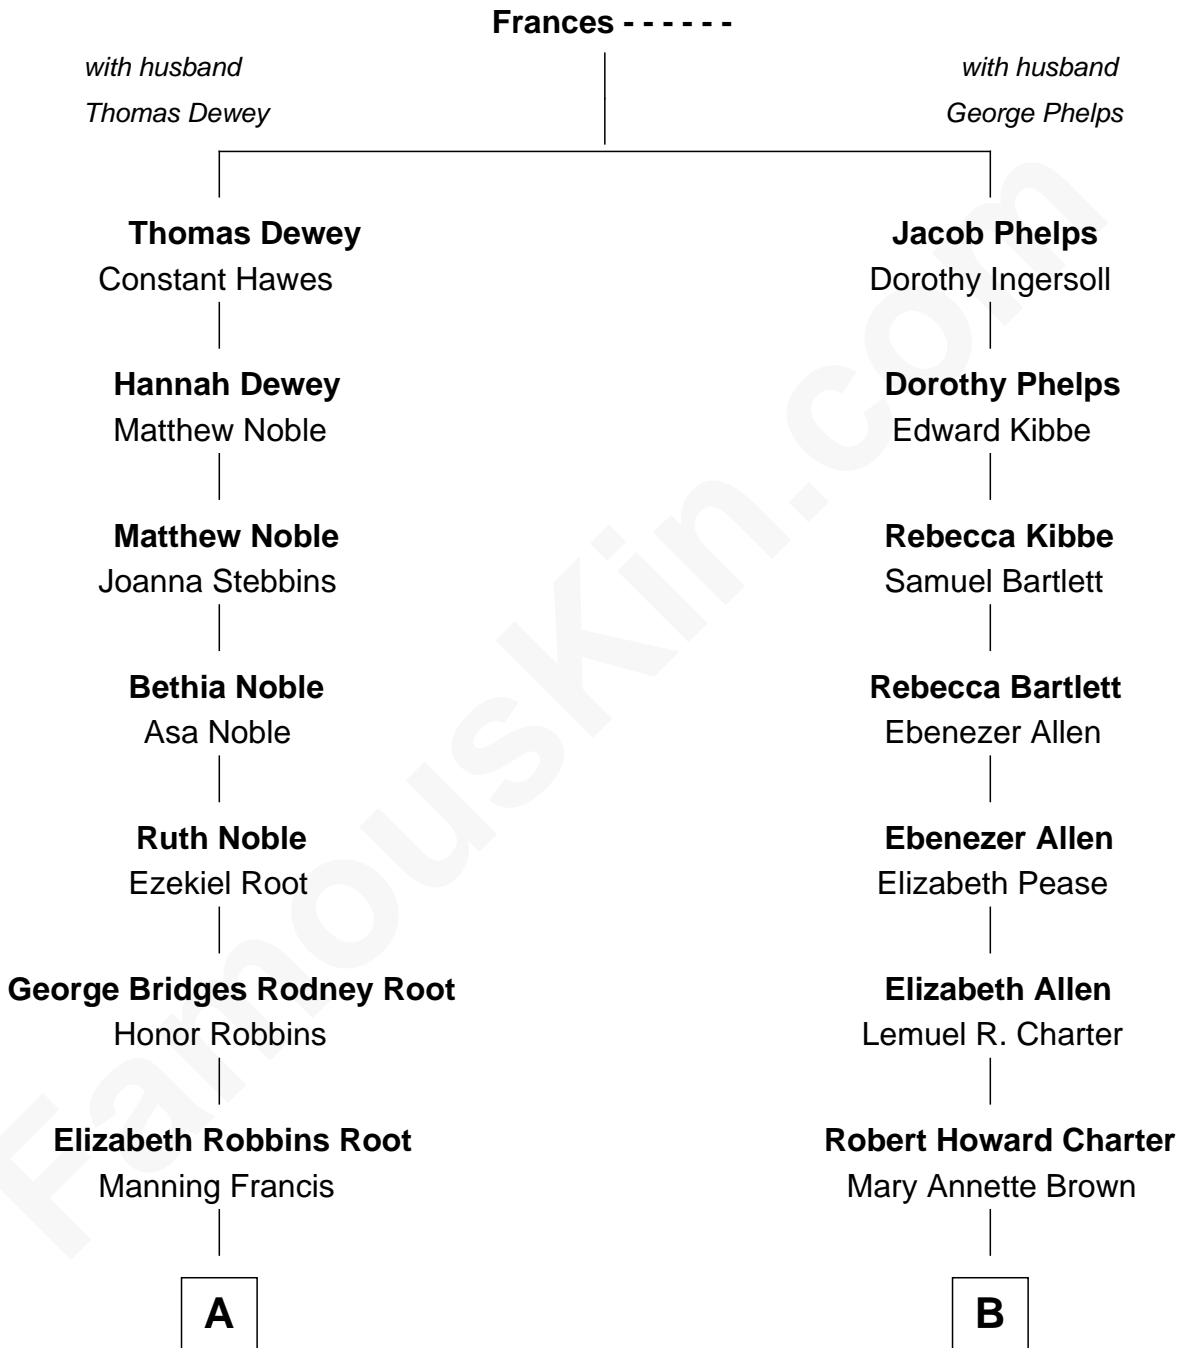 Frances - - - - - -
with husband
Thomas Dewey
with husband
George Phelps
Thomas Dewey
Constant Hawes
Jacob Phelps
Dorothy Ingersoll
Hannah Dewey
Matthew Noble
Dorothy Phelps
Edward Kibbe
Matthew Noble
Joanna Stebbins
Rebecca Kibbe
Samuel Bartlett
Bethia Noble
Asa Noble
Rebecca Bartlett
Ebenezer Allen
Ruth Noble
Ezekiel Root
Ebenezer Allen
Elizabeth Pease
George Bridges Rodney Root
Honor Robbins
Elizabeth Allen
Lemuel R. Charter
Elizabeth Robbins Root
Manning Francis
Robert Howard Charter
Mary Annette Brown
A
B
FamousKin.com